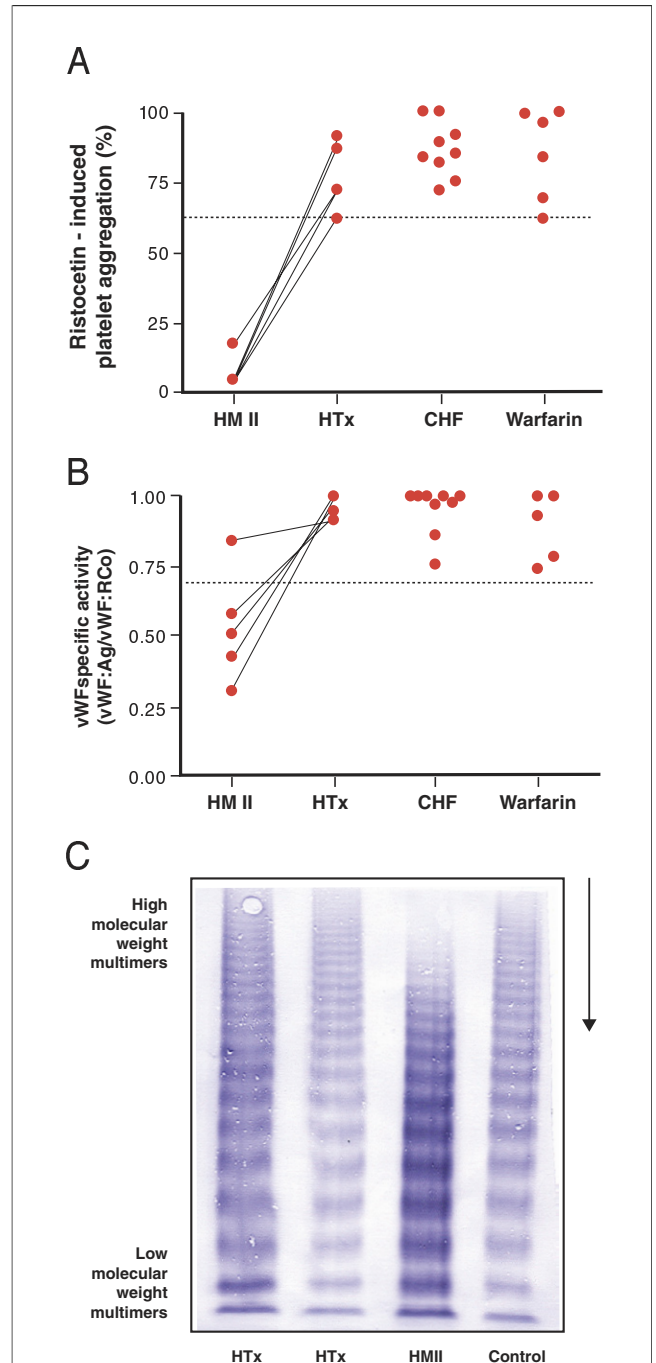 A
Ristocetin - induced
platelet aggregation (%)
100
75
50
25
0
HM II HTx CHF Warfarin
B
vWFspecific activity
(vWF:Ag/vWF:RCo)
1.00
0.75
0.50
0.25
0.00
HM II HTx CHF Warfarin
C
High
molecular
weight
multimers
Low
molecular
weight
multimers
HTx HTx HMII Control